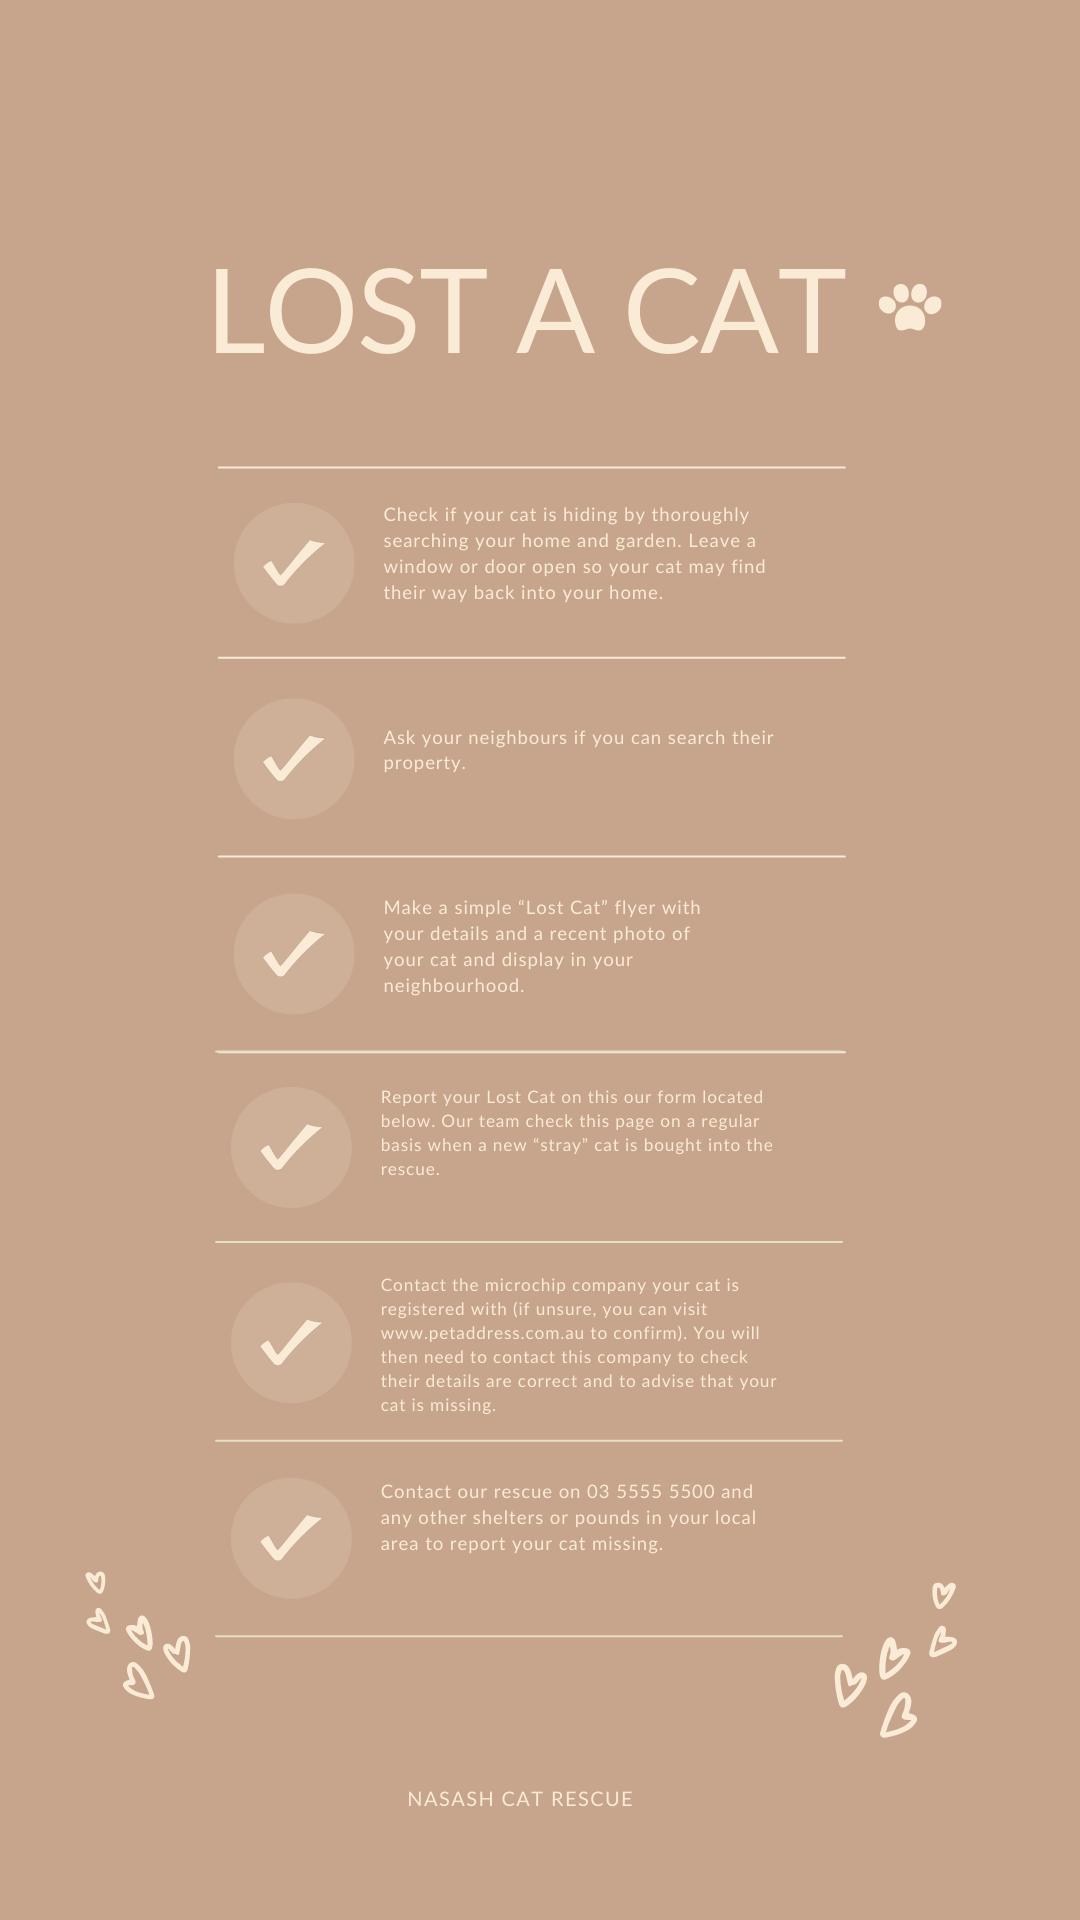 LOST A CAT
Check if your cat is hiding by thoroughly
searching your home and garden. Leave a
window or door open so your cat may find
their way back into your home.
Ask your neighbours if you can search their
property.
Make a simple “Lost Cat” flyer with
your details and a recent photo of
your cat and display in your
neighbourhood.
Report your Lost Cat on this our form located
below. Our team check this page on a regular
basis when a new “stray” cat is bought into the
rescue.
Contact the microchip company your cat is
registered with (if unsure, you can visit
www.petaddress.com.au to confirm). You will
then need to contact this company to check
their details are correct and to advise that your
cat is missing.
Contact our rescue on 03 5555 5500 and
any other shelters or pounds in your local
area to report your cat missing.
NASASH CAT RESCUE